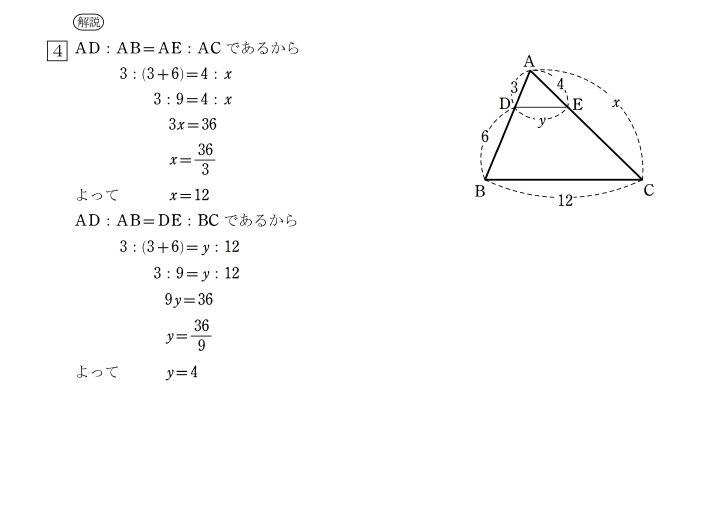 解説
4 AD：AB＝AE：AC であるから
3：(3＋6)＝4：x
3：9＝4：x
3x＝36
x＝36/3
よって x＝12
AD：AB＝DE：BC であるから
3：(3＋6)＝y：12
3：9＝y：12
9y＝36
y＝36/9
よって y＝4
A
3 4
D E x
y
6
B C
12